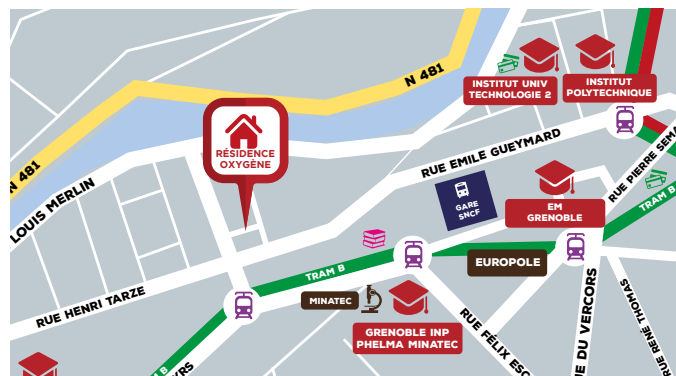 N 481
INSTITUT UNIV
TECHNOLOGIE 2
INSTITUT
POLYTECHNIQUE
RÉSIDENCE
OXYGÈNE
RUE EMILE GUEYMARD
RUE PIERRE SEMA
N 481
LOUIS MERLIN
GARE
SNCF
EM
GRENOBLE
TRAM B
EUROPOLE
TRAM B
MINATEC
RUE HENRI TARZE
GRENOBLE INP
PHELMA MINATEC
RUE FÉLIX ESC
UE DU VERCORS
RUE RENÉ THOMAS
YRS